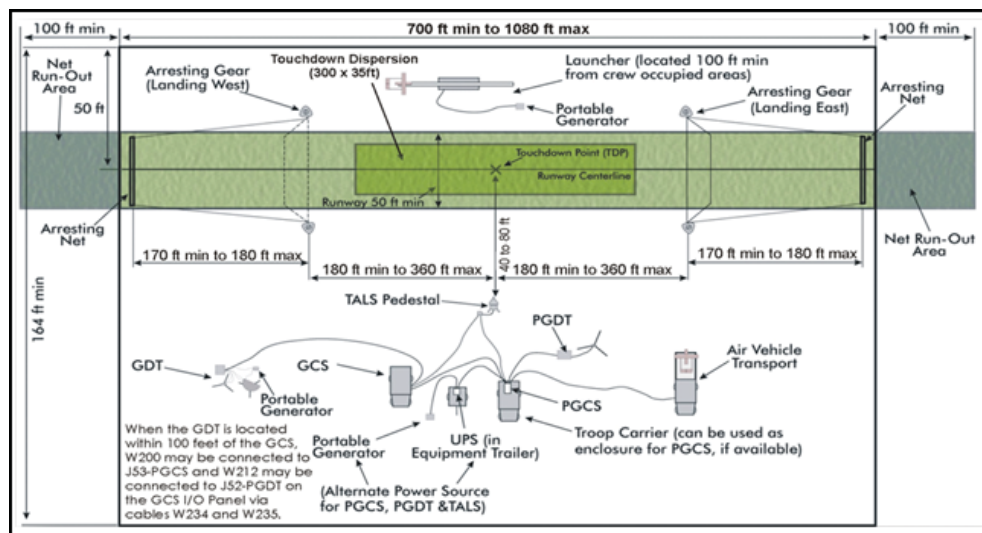 100 ft min
700 ft min to 1080 ft max
100 ft min
Net
Run-Out
Area
50 ft
Arresting Gear
(Landing West)
Touchdown Dispersion
(300 x 35ft)
Launcher (located 100 ft min
from crew occupied areas)
Portable
Generator
Arresting Gear
(Landing East)
Arresting
Net
Touchdown Point (TDP)
Runway Centerline
Runway 50 ft min
Arresting
Net
Net Run-Out
Area
170 ft min to 180 ft max
180 ft min to 360 ft max
40 to 80 ft
180 ft min to 360 ft max
170 ft min to 180 ft max
164 ft min
TALS Pedestal
PGDT
GDT
Portable
Generator
GCS
PGCS
Air Vehicle
Transport
When the GDT is located
within 100 feet of the GCS,
W200 may be connected to
J53-PGCS and W212 may be
connected to J52-PGDT on
the GCS I/O Panel via
cables W234 and W235.
Portable
Generator
UPS (in
Equipment Trailer)
Troop Carrier (can be used as
enclosure for PGCS, if available)
(Alternate Power Source
for PGCS, PGDT &TALS)